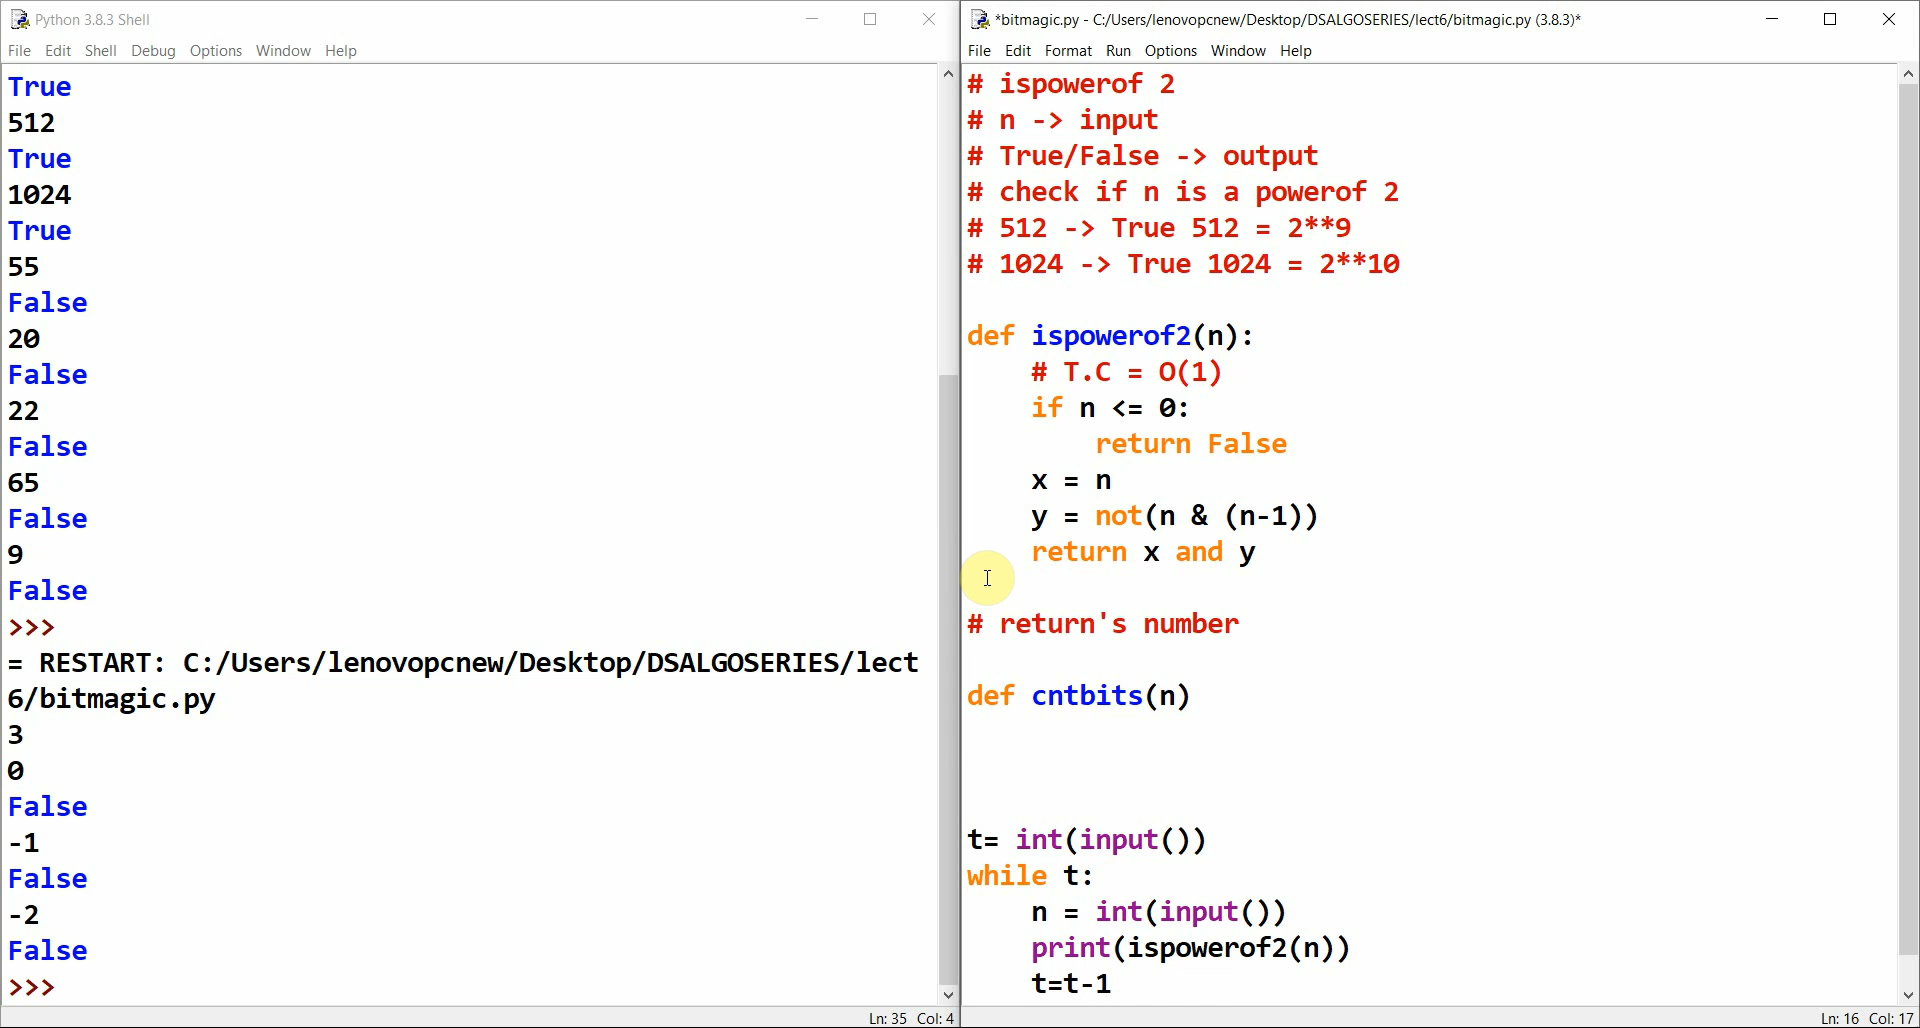 Python 3.8.3 Shell
File Edit Shell Debug Options Window Help
True
512
True
1024
True
55
False
20
False
22
False
65
False
9
False
>>>
= RESTART: C:/Users/lenovopcnew/Desktop/DSALGOSERIES/lect
6/bitmagic.py
3
0
False
-1
False
-2
False
>>>
Ln: 35 Col: 4
*bitmagic.py - C:/Users/lenovopcnew/Desktop/DSALGOSERIES/lect6/bitmagic.py (3.8.3)*
File Edit Format Run Options Window Help
# ispowerof 2
# n -> input
# True/False -> output
# check if n is a powerof 2
# 512 -> True 512 = 2**9
# 1024 -> True 1024 = 2**10
def ispowerof2(n):
# T.C = O(1)
if n <= 0:
return False
x = n
y = not(n & (n-1))
return x and y
# return's number
def cntbits(n)
t= int(input())
while t:
n = int(input())
print(ispowerof2(n))
t=t-1
Ln: 16 Col: 17